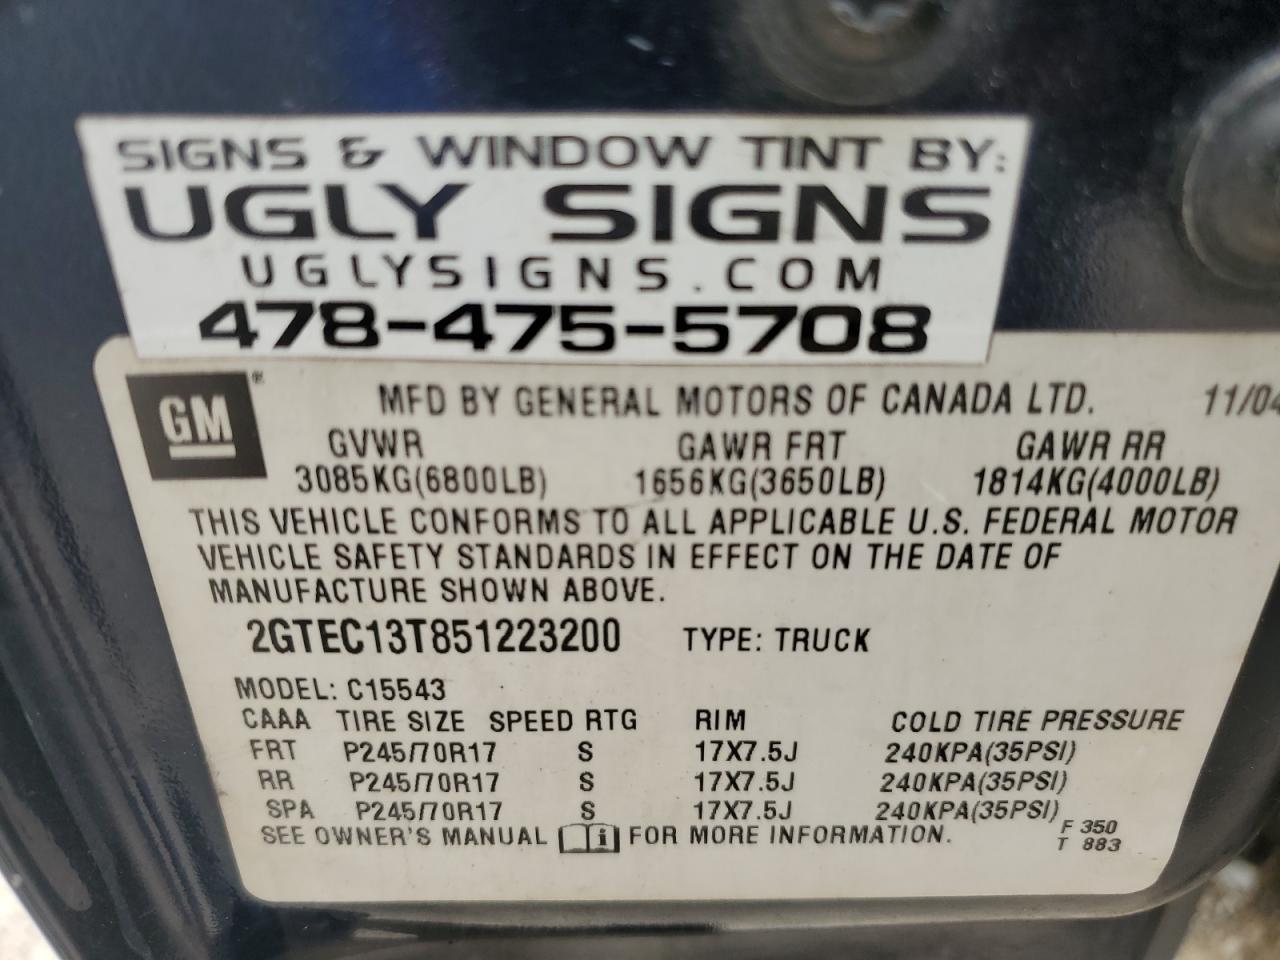 SIGNS & WINDOW TINT BY:
UGLY SIGNS
UGLYSIGNS.COM
478-475-5708
GM ®
MFD BY GENERAL MOTORS OF CANADA LTD. 11/04
GVWR GAWR FRT GAWR RR
3085KG(6800LB) 1656KG(3650LB) 1814KG(4000LB)
THIS VEHICLE CONFORMS TO ALL APPLICABLE U.S. FEDERAL MOTOR
VEHICLE SAFETY STANDARDS IN EFFECT ON THE DATE OF
MANUFACTURE SHOWN ABOVE.
2GTEC13T851223200 TYPE: TRUCK
MODEL: C15543
CAAA TIRE SIZE SPEED RTG RIM COLD TIRE PRESSURE
FRT P245/70R17 S 17X7.5J 240KPA(35PSI)
RR P245/70R17 S 17X7.5J 240KPA(35PSI)
SPA P245/70R17 S 17X7.5J 240KPA(35PSI)
SEE OWNER'S MANUAL i FOR MORE INFORMATION.
F 350
T 883